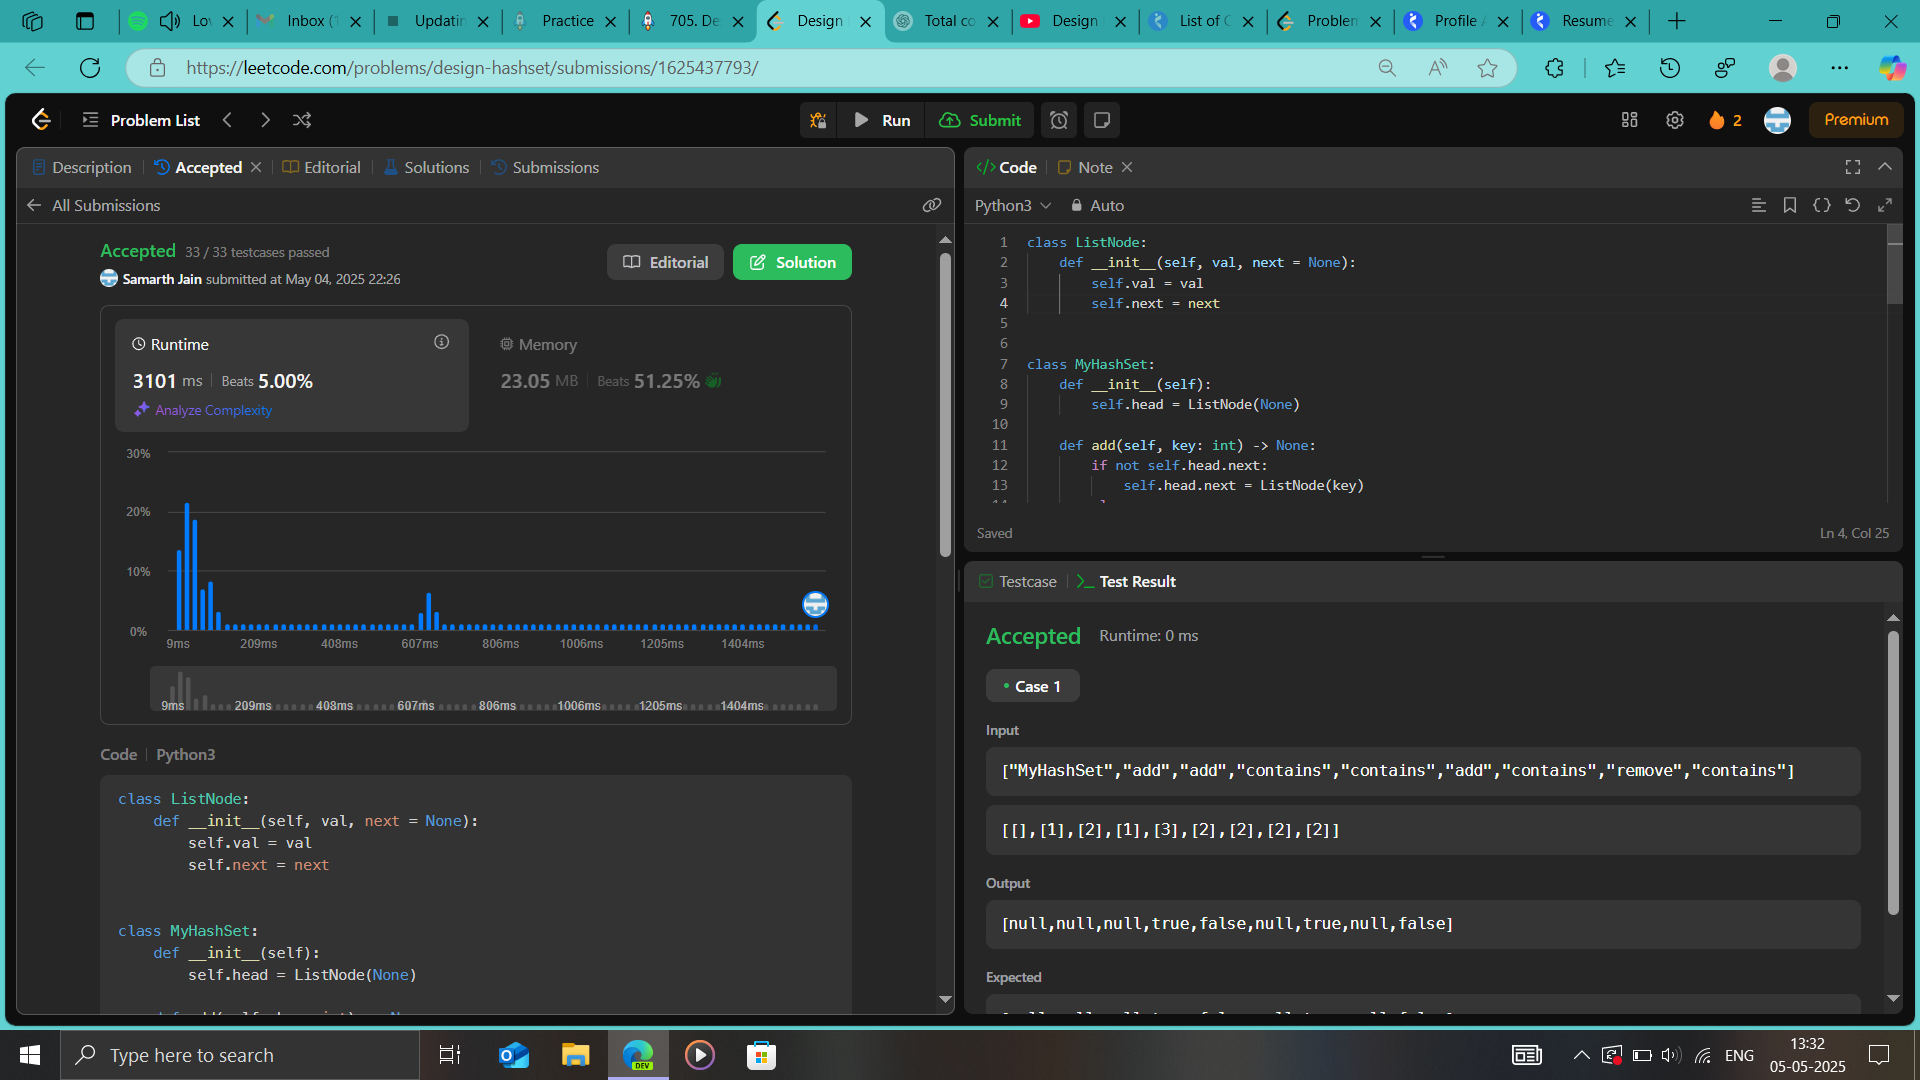 Lo
Inbox (1
Updatin
Practice
705. De
Design
Total co
Design
List of C
Problem
Profile A
Resume
https://leetcode.com/problems/design-hashset/submissions/1625437793/
Problem List
Run
Submit
2
Premium
Description
Accepted
Editorial
Solutions
Submissions
All Submissions
Accepted 33 / 33 testcases passed
Samarth Jain submitted at May 04, 2025 22:26
Editorial
Solution
Runtime
3101 ms | Beats 5.00%
Analyze Complexity
Memory
23.05 MB | Beats 51.25%
30%
20%
10%
0%
9ms 209ms 408ms 607ms 806ms 1006ms 1205ms 1404ms
9ms 209ms 408ms 607ms 806ms 1006ms 1205ms 1404ms
Code | Python3
class ListNode:
    def __init__(self, val, next = None):
        self.val = val
        self.next = next
class MyHashSet:
    def __init__(self):
        self.head = ListNode(None)
Code
Note
Python3
Auto
1 class ListNode:
2     def __init__(self, val, next = None):
3         self.val = val
4         self.next = next
5
6
7 class MyHashSet:
8     def __init__(self):
9         self.head = ListNode(None)
10
11     def add(self, key: int) -> None:
12         if not self.head.next:
13             self.head.next = ListNode(key)
Saved
Ln 4, Col 25
Testcase
Test Result
Accepted Runtime: 0 ms
Case 1
Input
["MyHashSet","add","add","contains","contains","add","contains","remove","contains"]
[[],[1],[2],[1],[3],[2],[2],[2],[2]]
Output
[null,null,null,true,false,null,true,null,false]
Expected
Type here to search
DEV
ENG
13:32
05-05-2025